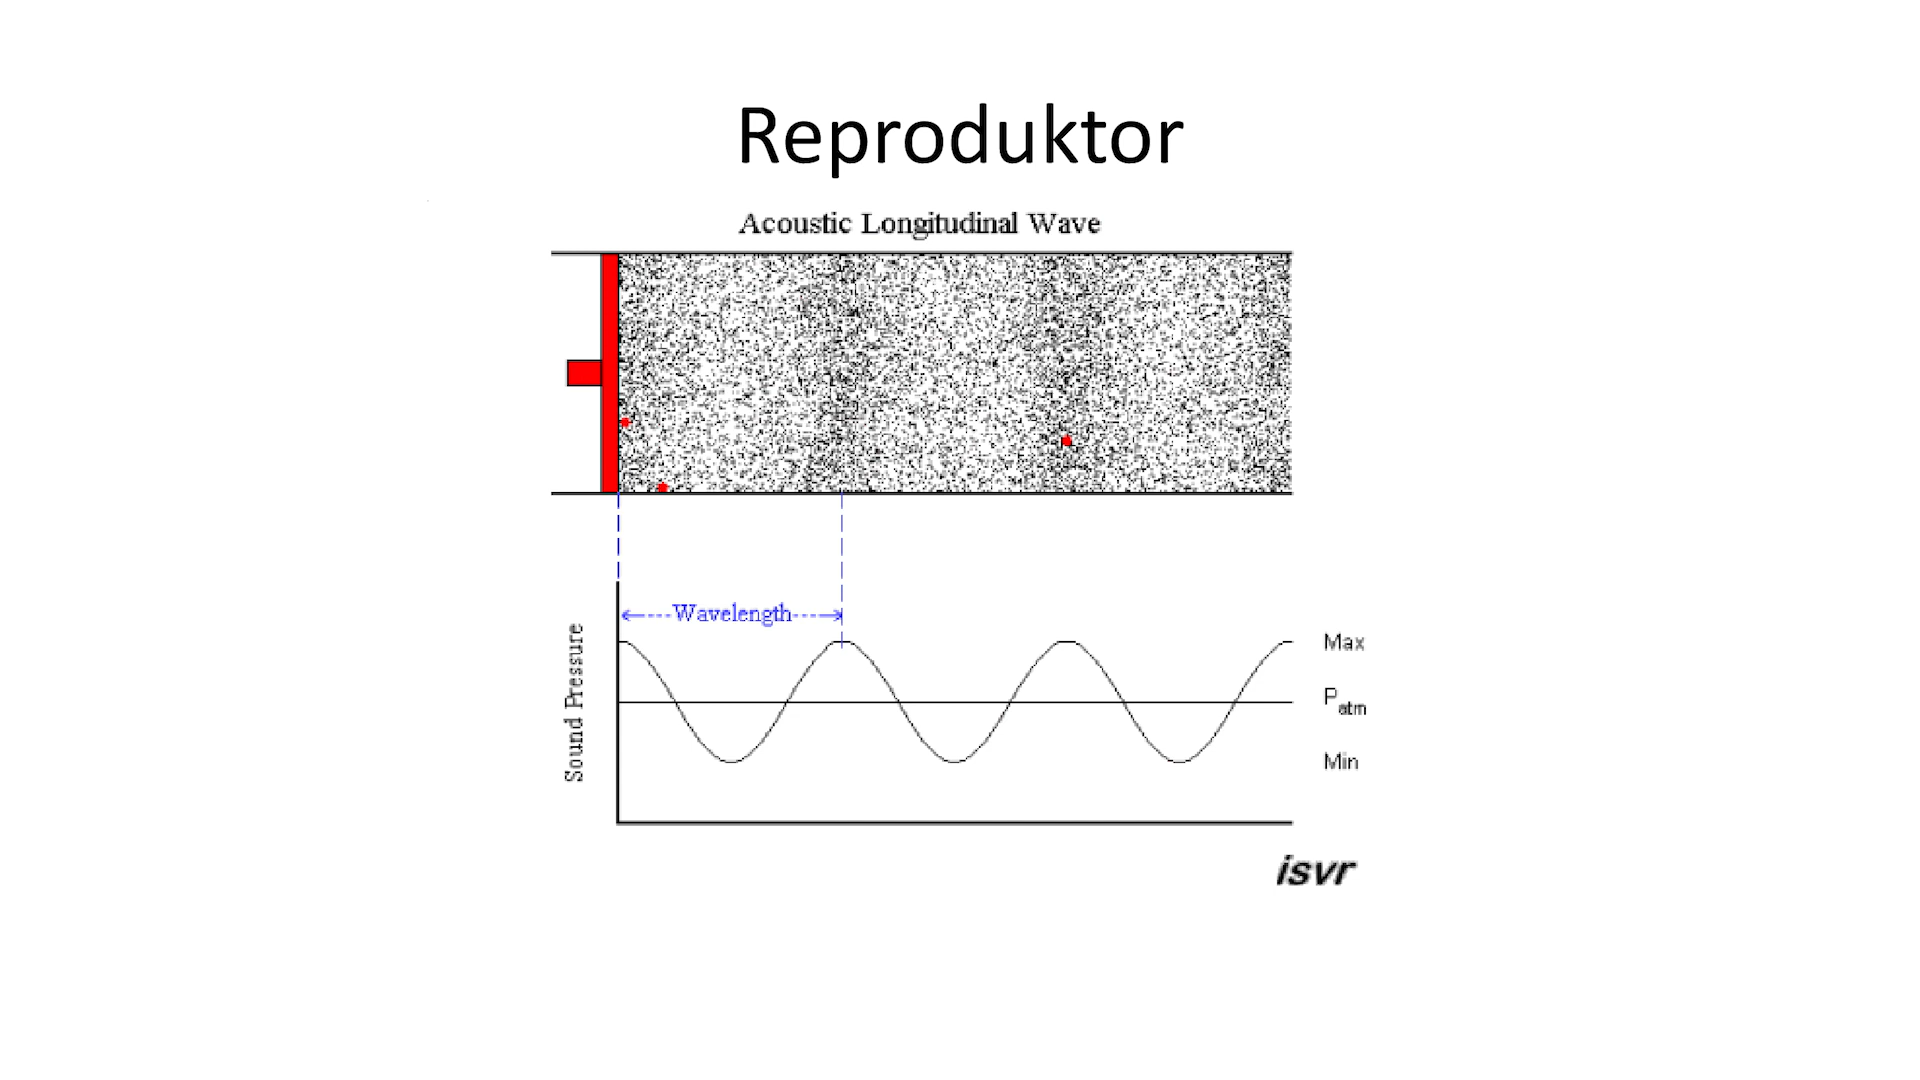 Reproduktor
Acoustic Longitudinal Wave
Wavelength
Sound Pressure
Max
Patm
Min
isvr